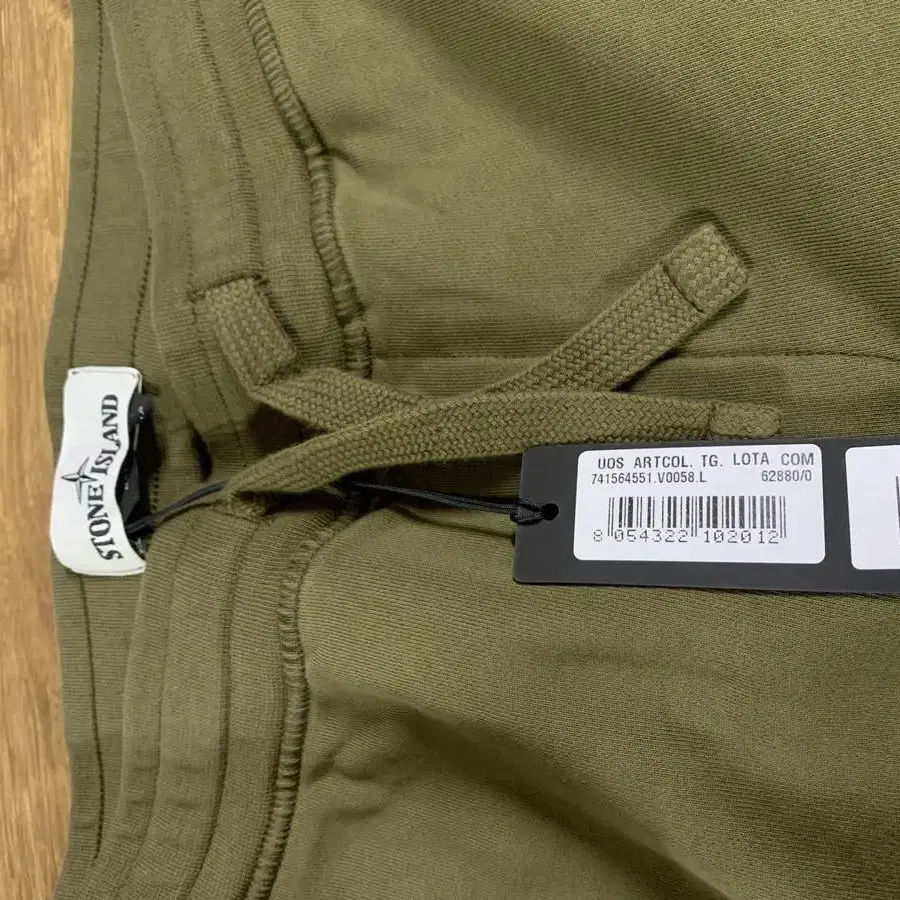 STONE ISLAND
UOS ARTCOL. TG. LOTA COM
741564551.V0058.L 62880/0
8 054322 102012